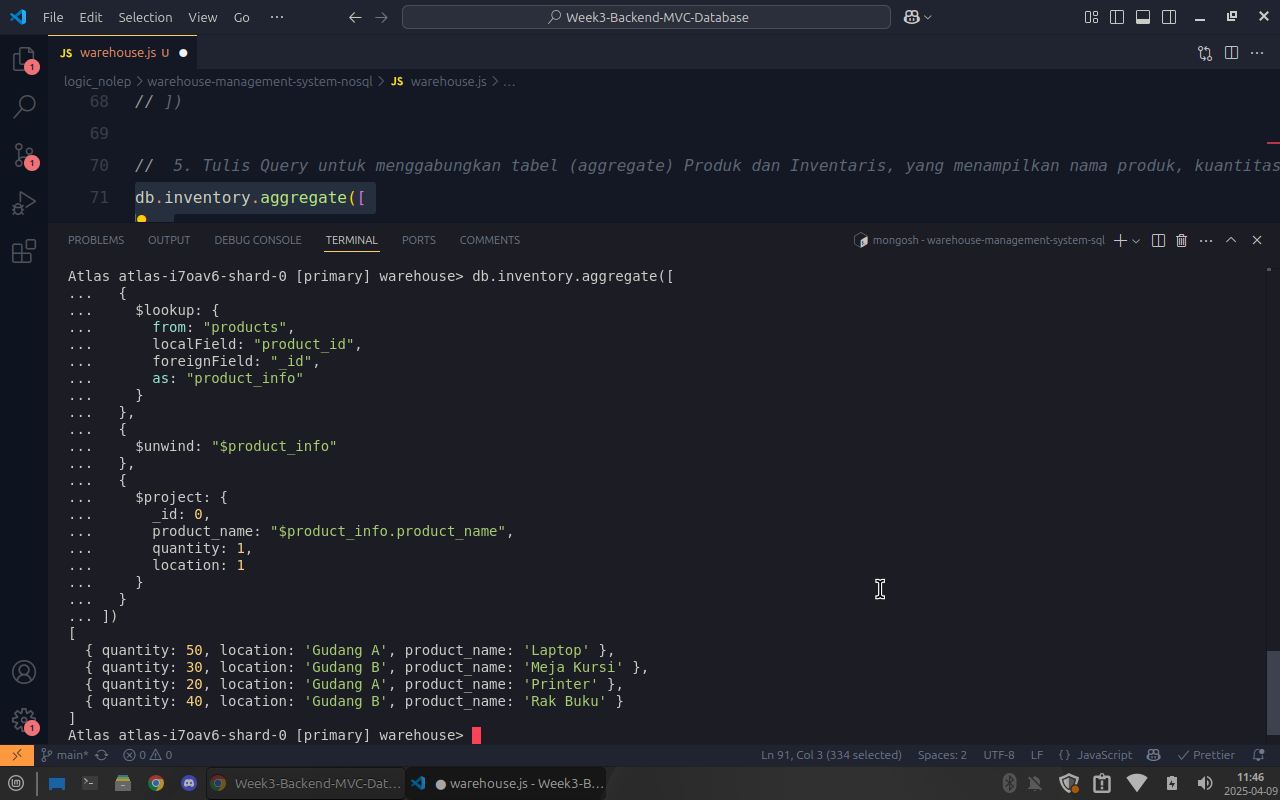 File Edit Selection View Go ··· Week3-Backend-MVC-Database
JS warehouse.js U
logic_nolep > warehouse-management-system-nosql > JS warehouse.js > ...
68 // ])
69
70 //  5. Tulis Query untuk menggabungkan tabel (aggregate) Produk dan Inventaris, yang menampilkan nama produk, kuantitas
71 db.inventory.aggregate([
PROBLEMS OUTPUT DEBUG CONSOLE TERMINAL PORTS COMMENTS mongosh - warehouse-management-system-sql
Atlas atlas-i7oav6-shard-0 [primary] warehouse> db.inventory.aggregate([
...   {
...     $lookup: {
...       from: "products",
...       localField: "product_id",
...       foreignField: "_id",
...       as: "product_info"
...     }
...   },
...   {
...     $unwind: "$product_info"
...   },
...   {
...     $project: {
...       _id: 0,
...       product_name: "$product_info.product_name",
...       quantity: 1,
...       location: 1
...     }
...   }
... ])
[
  { quantity: 50, location: 'Gudang A', product_name: 'Laptop' },
  { quantity: 30, location: 'Gudang B', product_name: 'Meja Kursi' },
  { quantity: 20, location: 'Gudang A', product_name: 'Printer' },
  { quantity: 40, location: 'Gudang B', product_name: 'Rak Buku' }
]
Atlas atlas-i7oav6-shard-0 [primary] warehouse>
1
1
1
main* 0 0 Ln 91, Col 3 (334 selected) Spaces: 2 UTF-8 LF {} JavaScript Prettier
Week3-Backend-MVC-Dat... ● warehouse.js - Week3-B... 11:46
2025-04-09